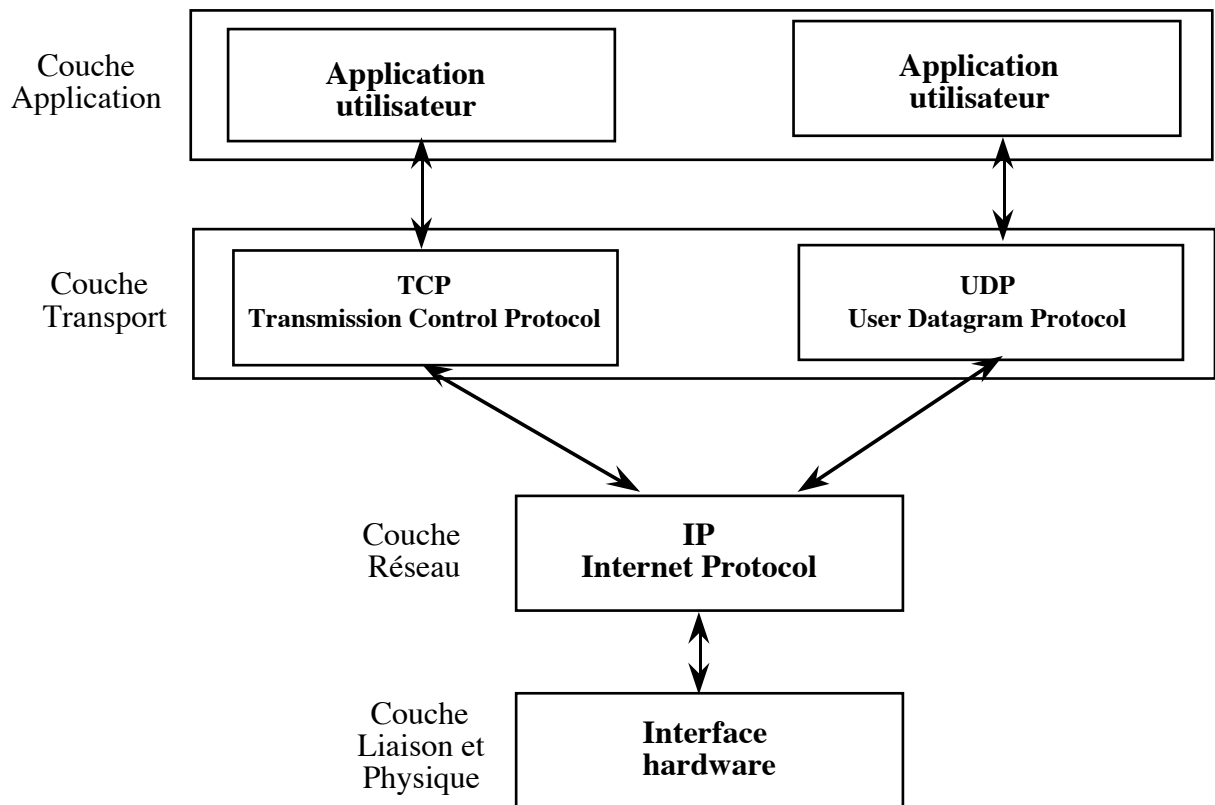 Couche
Application
Application
utilisateur
Application
utilisateur
Couche
Transport
TCP
Transmission Control Protocol
UDP
User Datagram Protocol
Couche
Réseau
IP
Internet Protocol
Couche
Liaison et
Physique
Interface
hardware